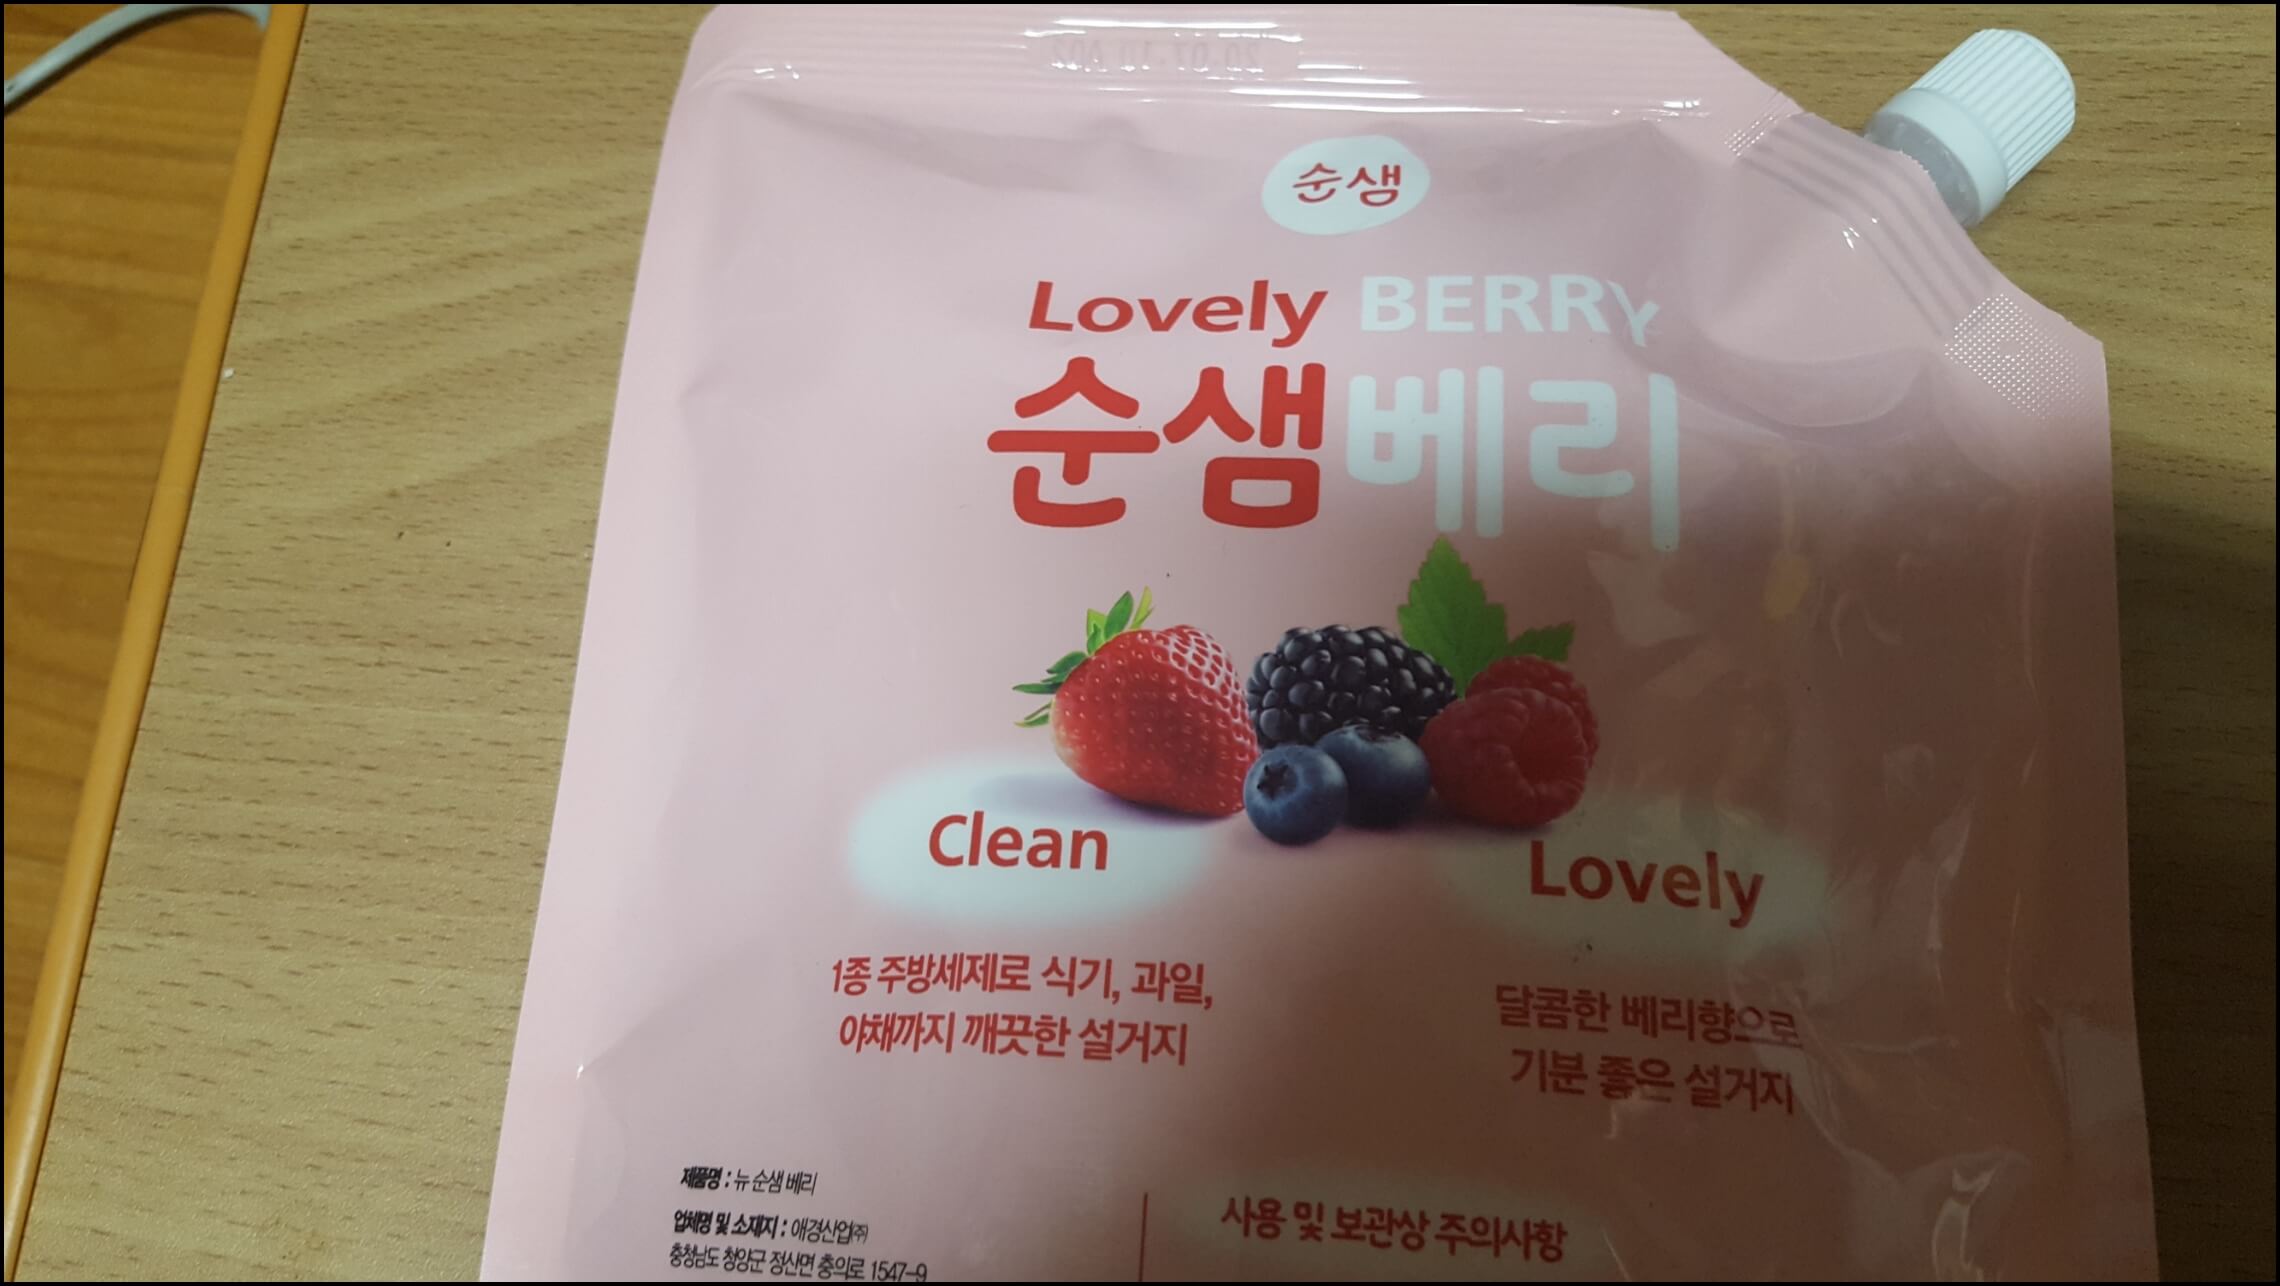 순샘
Lovely BERRY
순샘베리
Clean
Lovely
1종 주방세제로 식기, 과일,
야채까지 깨끗한 설거지
달콤한 베리향으로
기분 좋은 설거지
제품명 : 뉴 순샘 베리
업체명 및 소재지 : 애경산업㈜
충청남도 청양군 정산면 충의로 1547-9
사용 및 보관상 주의사항